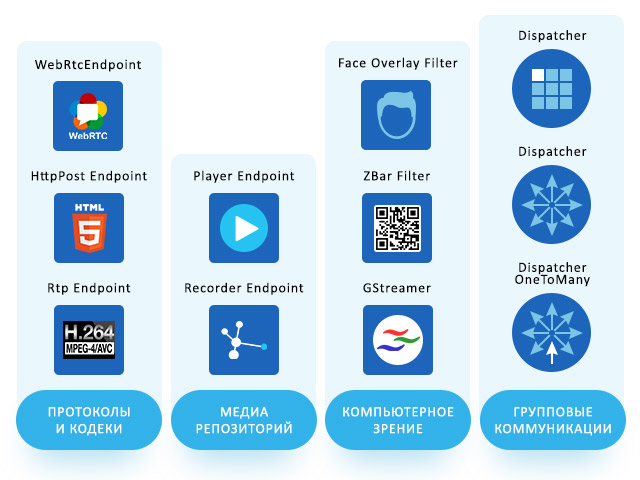 WebRtcEndpoint
WebRTC
HttpPost Endpoint
HTML
5
Rtp Endpoint
H.264
MPEG-4/AVC
ПРОТОКОЛЫ
И КОДЕКИ
Player Endpoint
Recorder Endpoint
МЕДИА
РЕПОЗИТОРИЙ
Face Overlay Filter
ZBar Filter
GStreamer
КОМПЬЮТЕРНОЕ
ЗРЕНИЕ
Dispatcher
Dispatcher
Dispatcher
OneToMany
ГРУППОВЫЕ
КОММУНИКАЦИИ